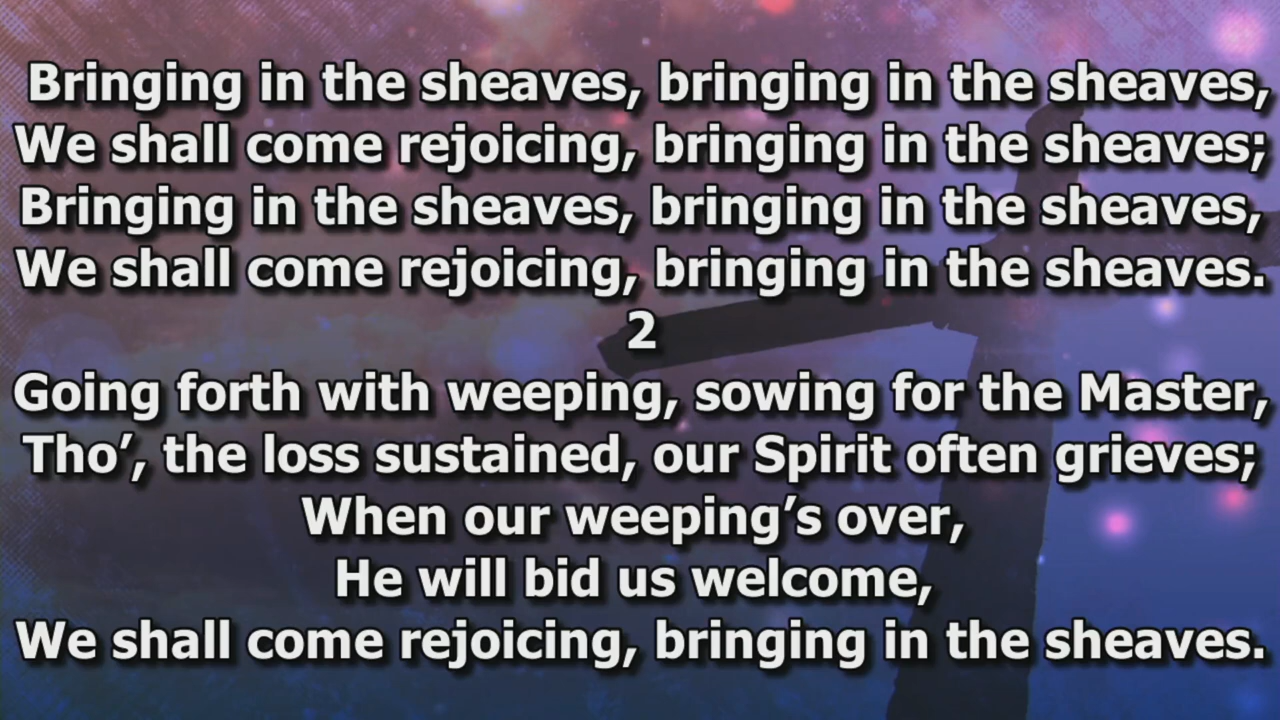 Bringing in the sheaves, bringing in the sheaves,
We shall come rejoicing, bringing in the sheaves;
Bringing in the sheaves, bringing in the sheaves,
We shall come rejoicing, bringing in the sheaves.
2
Going forth with weeping, sowing for the Master,
Tho’, the loss sustained, our Spirit often grieves;
When our weeping’s over,
He will bid us welcome,
We shall come rejoicing, bringing in the sheaves.